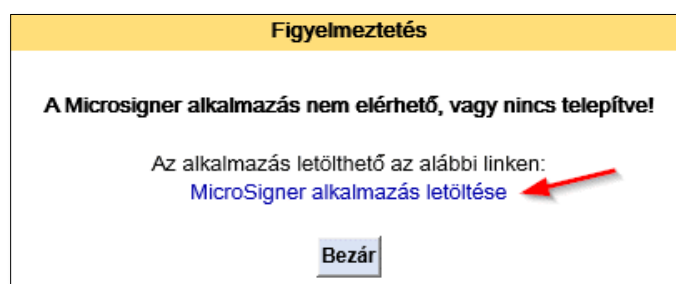 Figyelmeztetés
A Microsigner alkalmazás nem elérhető, vagy nincs telepítve!
Az alkalmazás letölthető az alábbi linken:
MicroSigner alkalmazás letöltése
Bezár